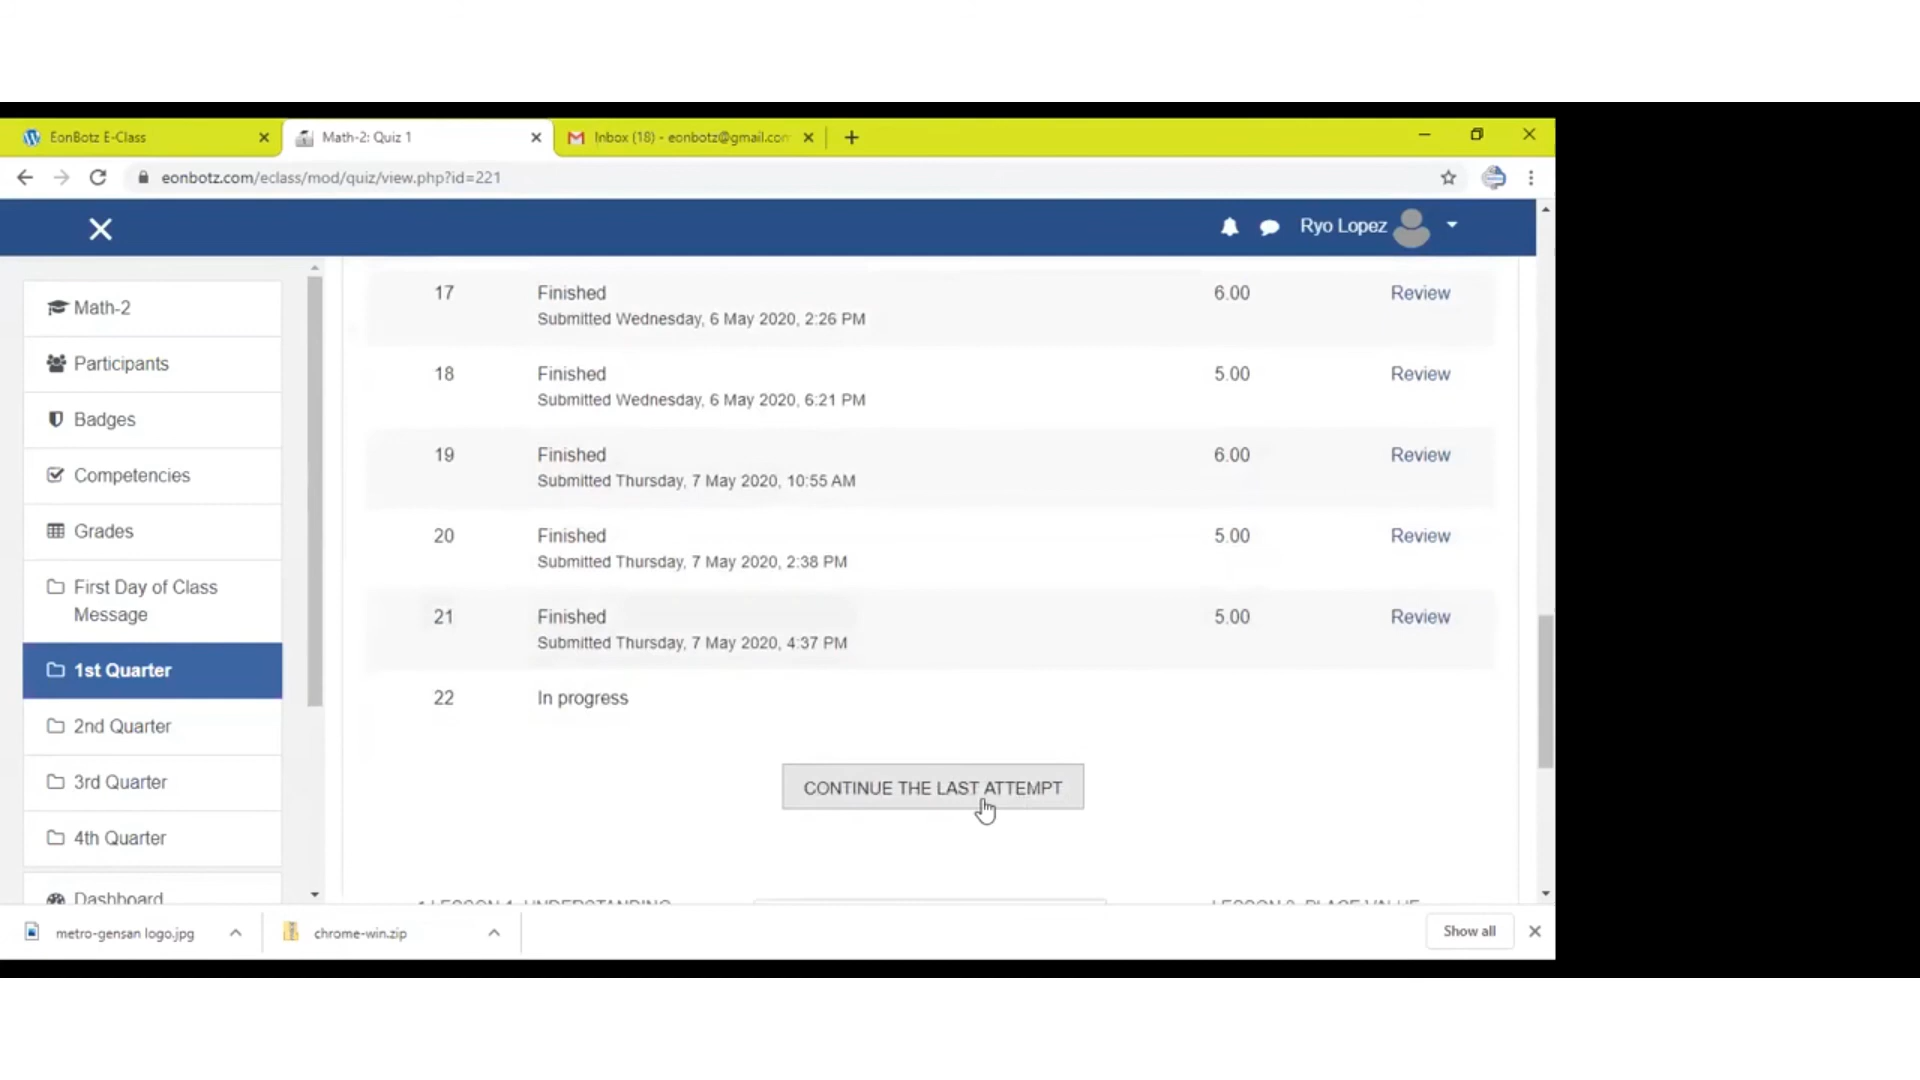 EonBotz E-Class
Math-2: Quiz 1
Inbox (18) - eonbotz@gmail.com
eonbotz.com/eclass/mod/quiz/view.php?id=221
Ryo Lopez
Math-2
Participants
Badges
Competencies
Grades
First Day of Class
Message
1st Quarter
2nd Quarter
3rd Quarter
4th Quarter
Dashboard
17 Finished 6.00 Review
Submitted Wednesday, 6 May 2020, 2:26 PM
18 Finished 5.00 Review
Submitted Wednesday, 6 May 2020, 6:21 PM
19 Finished 6.00 Review
Submitted Thursday, 7 May 2020, 10:55 AM
20 Finished 5.00 Review
Submitted Thursday, 7 May 2020, 2:38 PM
21 Finished 5.00 Review
Submitted Thursday, 7 May 2020, 4:37 PM
22 In progress
CONTINUE THE LAST ATTEMPT
LESSON 1: UNDERSTANDING
PLACE VALUE
metro-gensan logo.jpg
chrome-win.zip
Show all